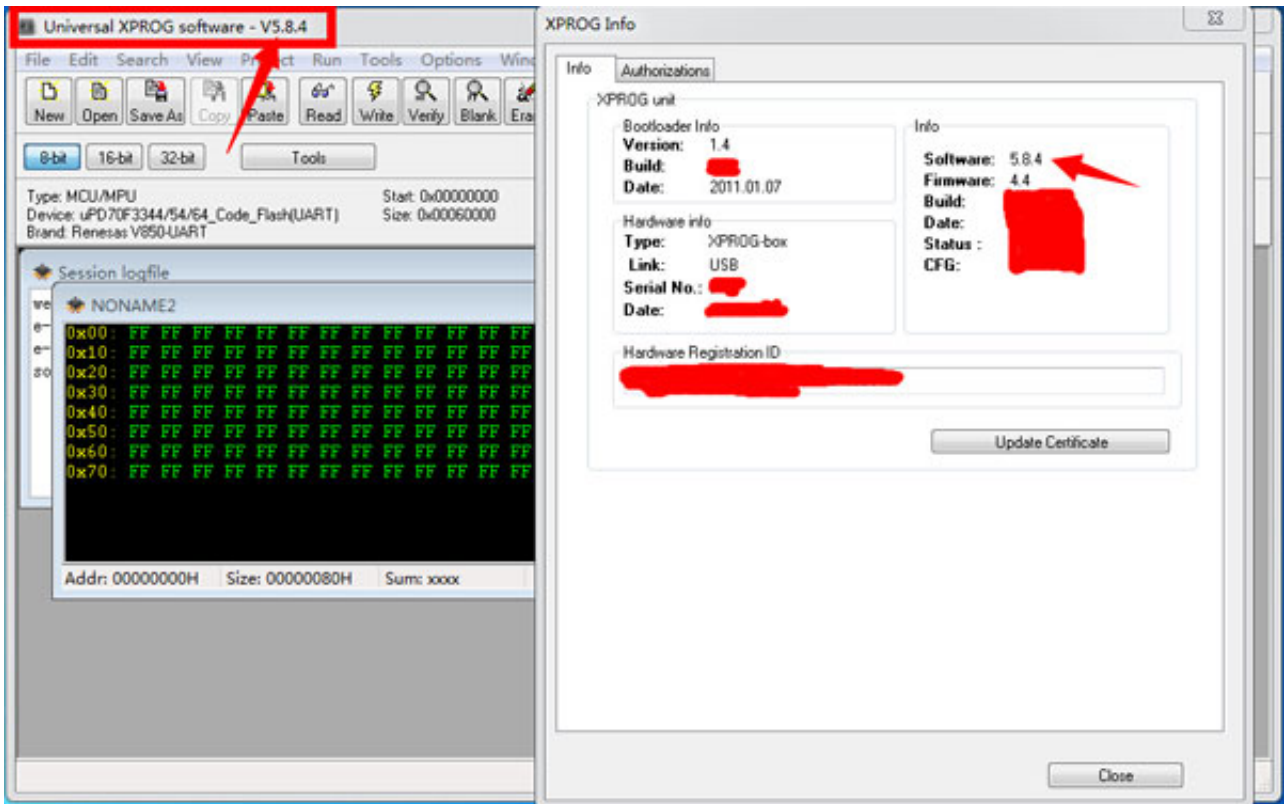 Universal XPROG software - V5.8.4
File Edit Search View Run Tools Options
New Open Save As Copy Paste Read Write Verify Blank
8-bit 16-bit 32-bit Tools
Type: MCU/MPU
Device: uPD70F3344/54/64_Code_Flash(UART)
Brand: Renesas V850-UART
Start: 0x00000000
Size: 0x00060000
Session logfile
we
e-
e-
so
NONAME2
0x00: FF FF FF FF FF FF FF FF FF FF FF FF FF
0x10: FF FF FF FF FF FF FF FF FF FF FF FF FF
0x20: FF FF FF FF FF FF FF FF FF FF FF FF FF
0x30: FF FF FF FF FF FF FF FF FF FF FF FF FF
0x40: FF FF FF FF FF FF FF FF FF FF FF FF FF
0x50: FF FF FF FF FF FF FF FF FF FF FF FF FF
0x60: FF FF FF FF FF FF FF FF FF FF FF FF FF
0x70: FF FF FF FF FF FF FF FF FF FF FF FF FF
Addr: 00000000H Size: 00000080H Sum: xxxx
XPROG Info
Info Authorizations
XPROG unit
Bootloader Info
Version: 1.4
Build:
Date: 2011.01.07
Hardware info
Type: XPROG-box
Link: USB
Serial No.:
Date:
Info
Software: 5.8.4
Firmware: 4.4
Build:
Date:
Status :
CFG:
Hardware Registration ID
Update Certificate
Close